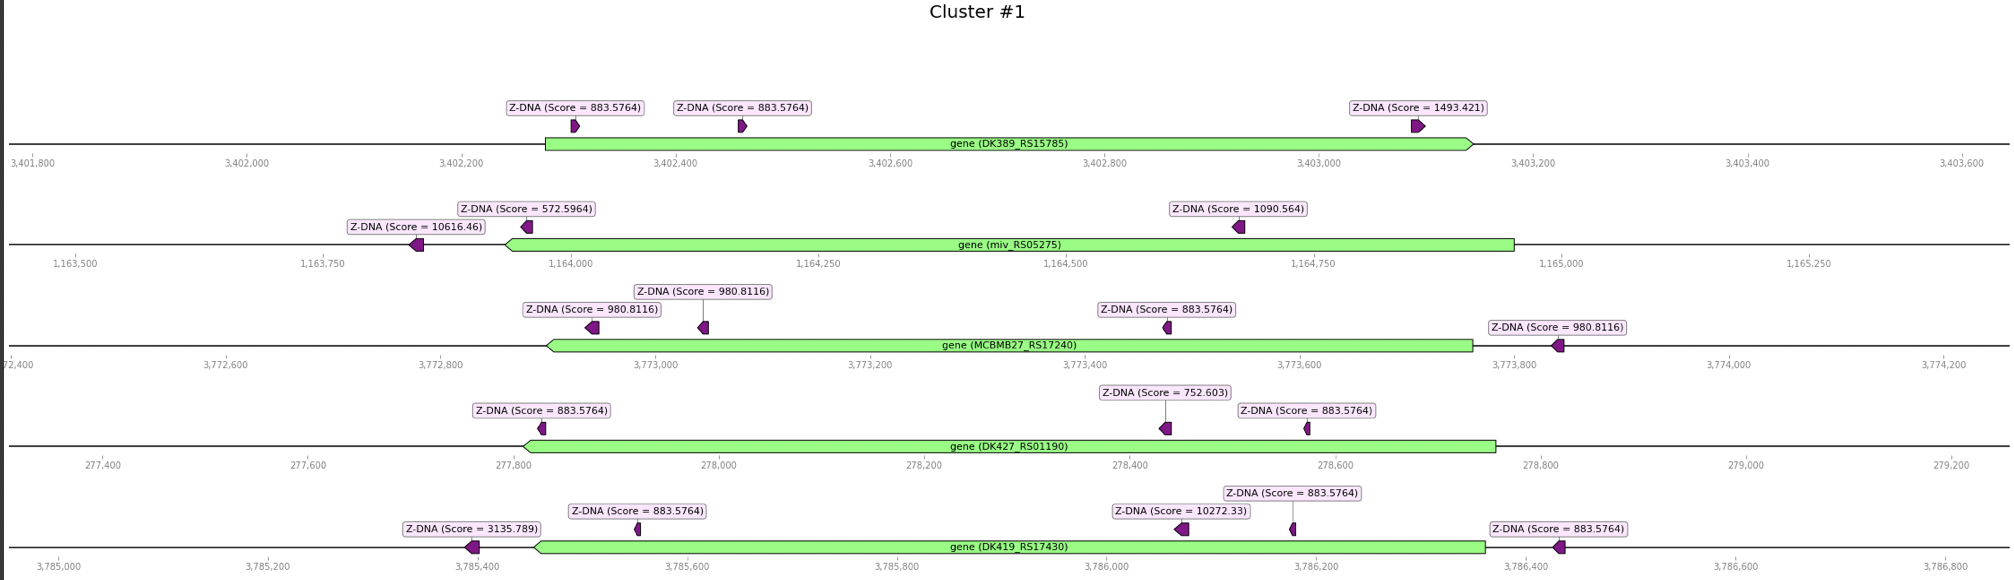 Cluster #1
Z-DNA (Score = 883.5764) Z-DNA (Score = 883.5764) Z-DNA (Score = 1493.421)
gene (DK389_RS15785)
3,401,800 3,402,000 3,402,200 3,402,400 3,402,600 3,402,800 3,403,000 3,403,200 3,403,400 3,403,600
Z-DNA (Score = 572.5964) Z-DNA (Score = 1090.564)
Z-DNA (Score = 10616.46)
gene (miv_RS05275)
1,163,500 1,163,750 1,164,000 1,164,250 1,164,500 1,164,750 1,165,000 1,165,250
Z-DNA (Score = 980.8116)
Z-DNA (Score = 980.8116) Z-DNA (Score = 883.5764)
Z-DNA (Score = 980.8116)
gene (MCBMB27_RS17240)
72,400 3,772,600 3,772,800 3,773,000 3,773,200 3,773,400 3,773,600 3,773,800 3,774,000 3,774,200
Z-DNA (Score = 752.603)
Z-DNA (Score = 883.5764) Z-DNA (Score = 883.5764)
gene (DK427_RS01190)
277,400 277,600 277,800 278,000 278,200 278,400 278,600 278,800 279,000 279,200
Z-DNA (Score = 883.5764)
Z-DNA (Score = 883.5764) Z-DNA (Score = 10272.33)
Z-DNA (Score = 3135.789) Z-DNA (Score = 883.5764)
gene (DK419_RS17430)
3,785,000 3,785,200 3,785,400 3,785,600 3,785,800 3,786,000 3,786,200 3,786,400 3,786,600 3,786,800